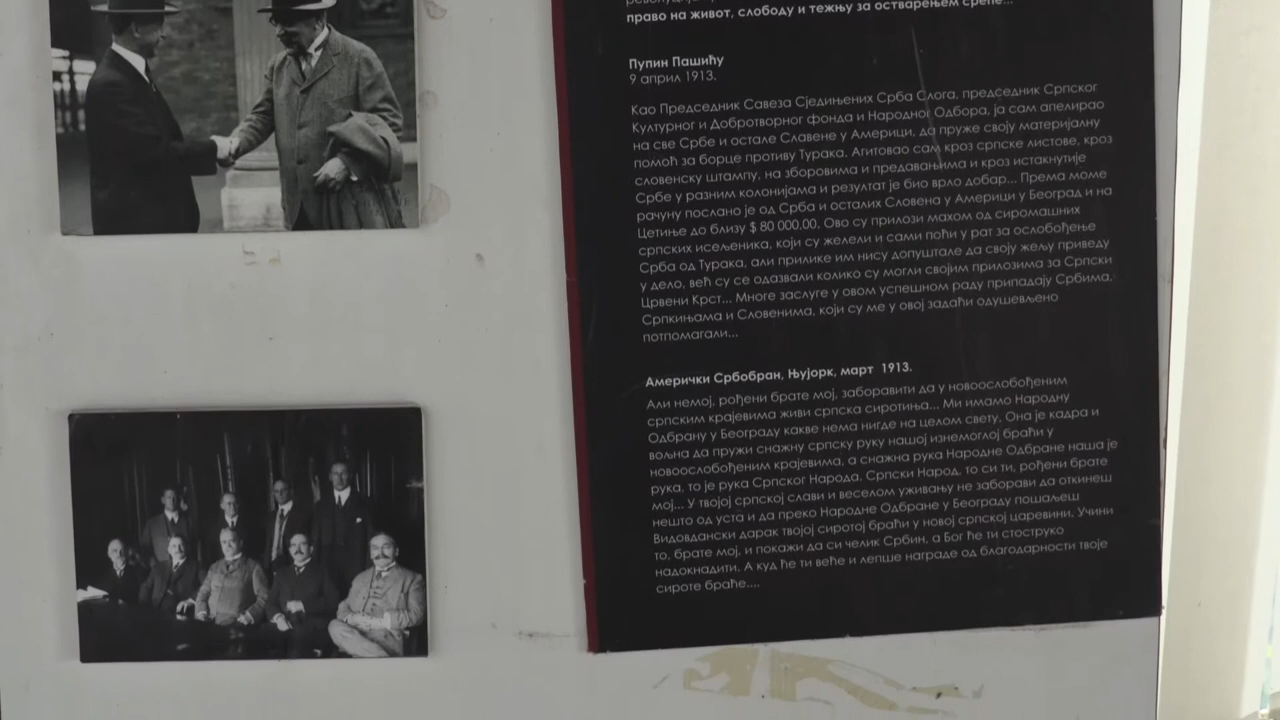 право на живот, слободу и тежњу за остварењем среће...
Пупин Пашићу
9 април 1913.
Као Председник Савеза Сједињених Срба Слога, председник Српског
Културног и Добротворног фонда и Народног Одбора, ја сам апелирао
на све Србе и остале Славене у Америци, да пруже своју материјалну
помоћ за борце противу Турака. Агитовао сам кроз српске листове, кроз
словенску штампу, на зборовима и предавањима и кроз истакнутије
Србе у разним колонијама и резултат је био врло добар... Према моме
рачуну послано је од Срба и осталих Словена у Америци у Београд и на
Цетиње до близу $ 80 000.00. Ово су прилози махом од сиромашних
српских исељеника, који су желели и сами поћи у рат за ослобођење
Срба од Турака, али прилике им нису допуштале да своју жељу приведу
у дело, већ су се одазвали колико су могли својим прилозима за Српски
Црвени Крст... Многе заслуге у овом успешном раду припадају Србима,
Српкињама и Словенима, који су ме у овој задаћи одушевљено
потпомагали...
Амерички Србобран, Њујорк, март 1913.
Али немој, рођени брате мој, заборавити да у новоослобођеним
српским крајевима живи српска сиротиња... Ми имамо Народну
Одбрану у Београду какве нема нигде на целом свету. Она је кадра и
вољна да пружи снажну српску руку нашој изнемоглој браћи у
новоослобођеним крајевима, а снажна рука Народне Одбране наша је
рука, то је рука Српског Народа. Српски Народ, то си ти, рођени брате
мој... У твојој српској слави и веселом уживању не заборави да откинеш
нешто од уста и да преко Народне Одбране у Београду пошаљеш
Видовдански дарак твојој сиротој браћи у новој српској царевини. Учини
то, брате мој, и покажи да си челик Србин, а Бог ће ти стоструко
надокнадити. А куд ће ти веће и лепше награде од благодарности твоје
сироте браће....